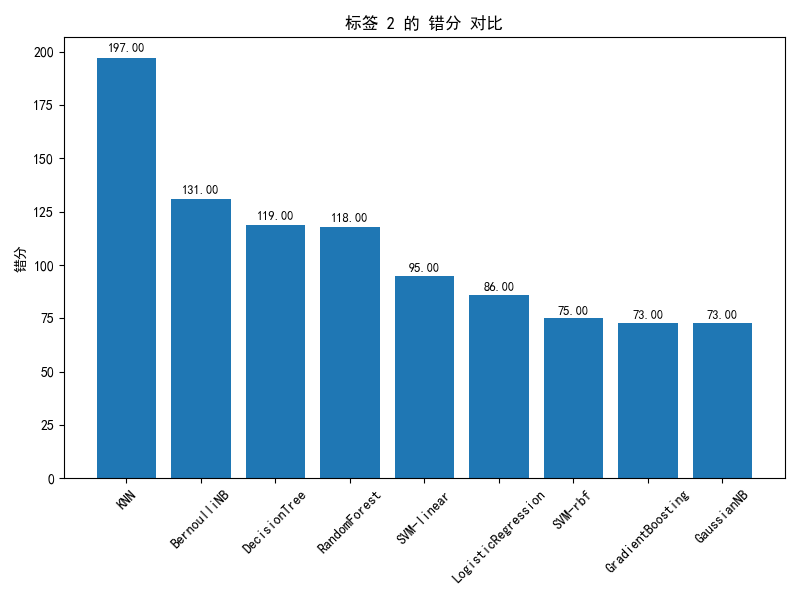 标签 2 的 错分 对比
错分
200
175
150
125
100
75
50
25
0
197.00
131.00
119.00
118.00
95.00
86.00
75.00
73.00
73.00
KNN
BernoulliNB
DecisionTree
RandomForest
SVM-linear
LogisticRegression
SVM-rbf
GradientBoosting
GaussianNB